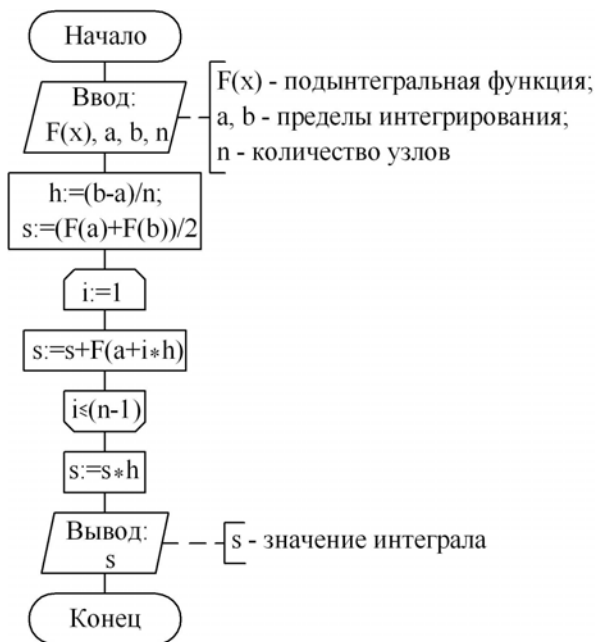 Начало
Ввод:
F(x), a, b, n
F(x) - подынтегральная функция;
a, b - пределы интегрирования;
n - количество узлов
h:=(b-a)/n;
s:=(F(a)+F(b))/2
i:=1
s:=s+F(a+i*h)
i≤(n-1)
s:=s*h
Вывод:
s
s - значение интеграла
Конец